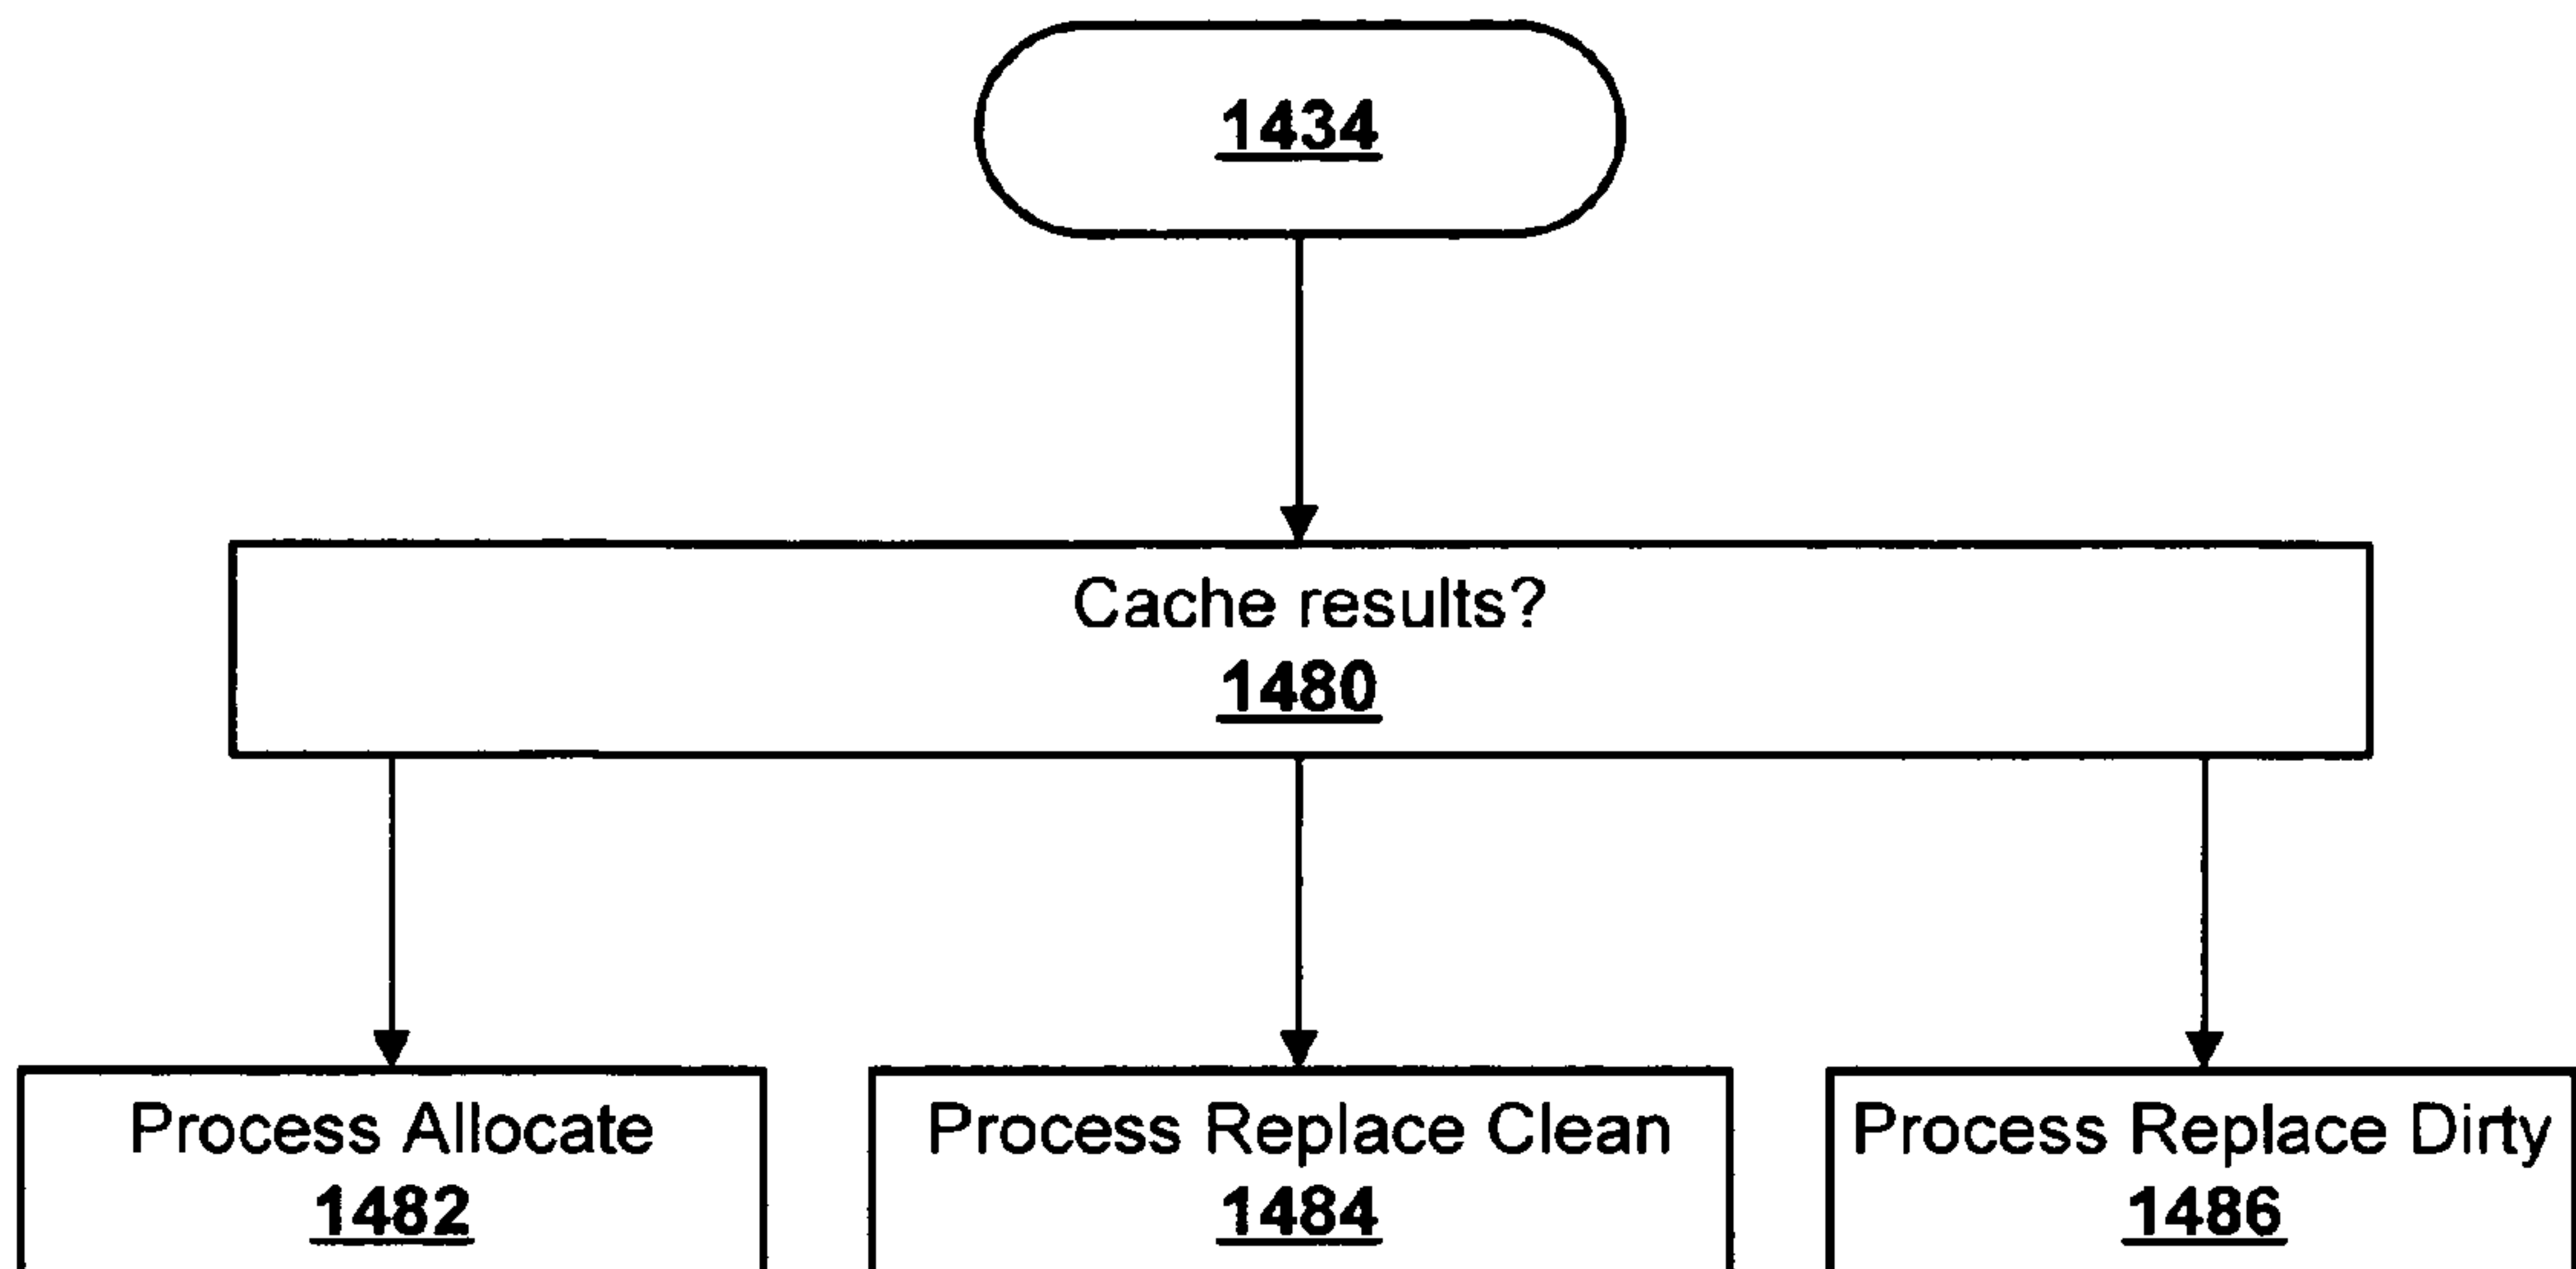 1434
Cache results?
1480
Process Allocate
1482
Process Replace Clean
1484
Process Replace Dirty
1486